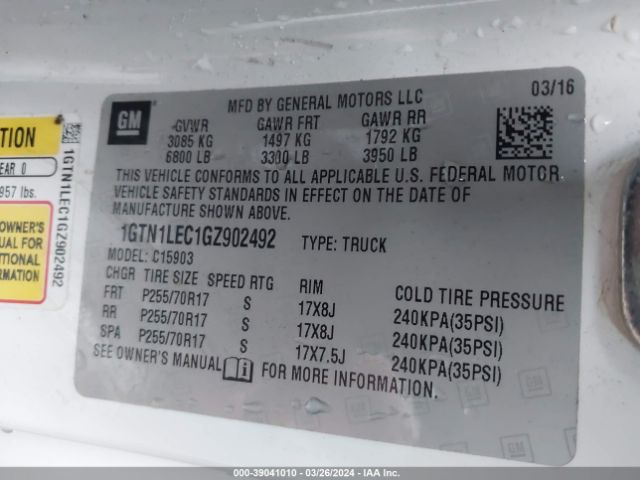 GM
MFD BY GENERAL MOTORS LLC 03/16
GVWR GAWR FRT GAWR RR
3085 KG 1497 KG 1792 KG
6800 LB 3300 LB 3950 LB
THIS VEHICLE CONFORMS TO ALL APPLICABLE U.S. FEDERAL MOTOR
VEHICLE SAFETY STANDARDS IN EFFECT ON THE DATE OF
MANUFACTURE SHOWN ABOVE.
1GTN1LEC1GZ902492 TYPE: TRUCK
MODEL: C15903
CHGR TIRE SIZE SPEED RTG RIM COLD TIRE PRESSURE
FRT P255/70R17 S 17X8J 240KPA(35PSI)
RR P255/70R17 S 17X8J 240KPA(35PSI)
SPA P255/70R17 S 17X7.5J 240KPA(35PSI)
SEE OWNER'S MANUAL FOR MORE INFORMATION.
TION
EAR 0
957 lbs.
OWNER'S
UAL FOR
ITIONAL
RMATION
1GTN1LEC1GZ902492
000-39041010 - 03/26/2024 - IAA Inc.